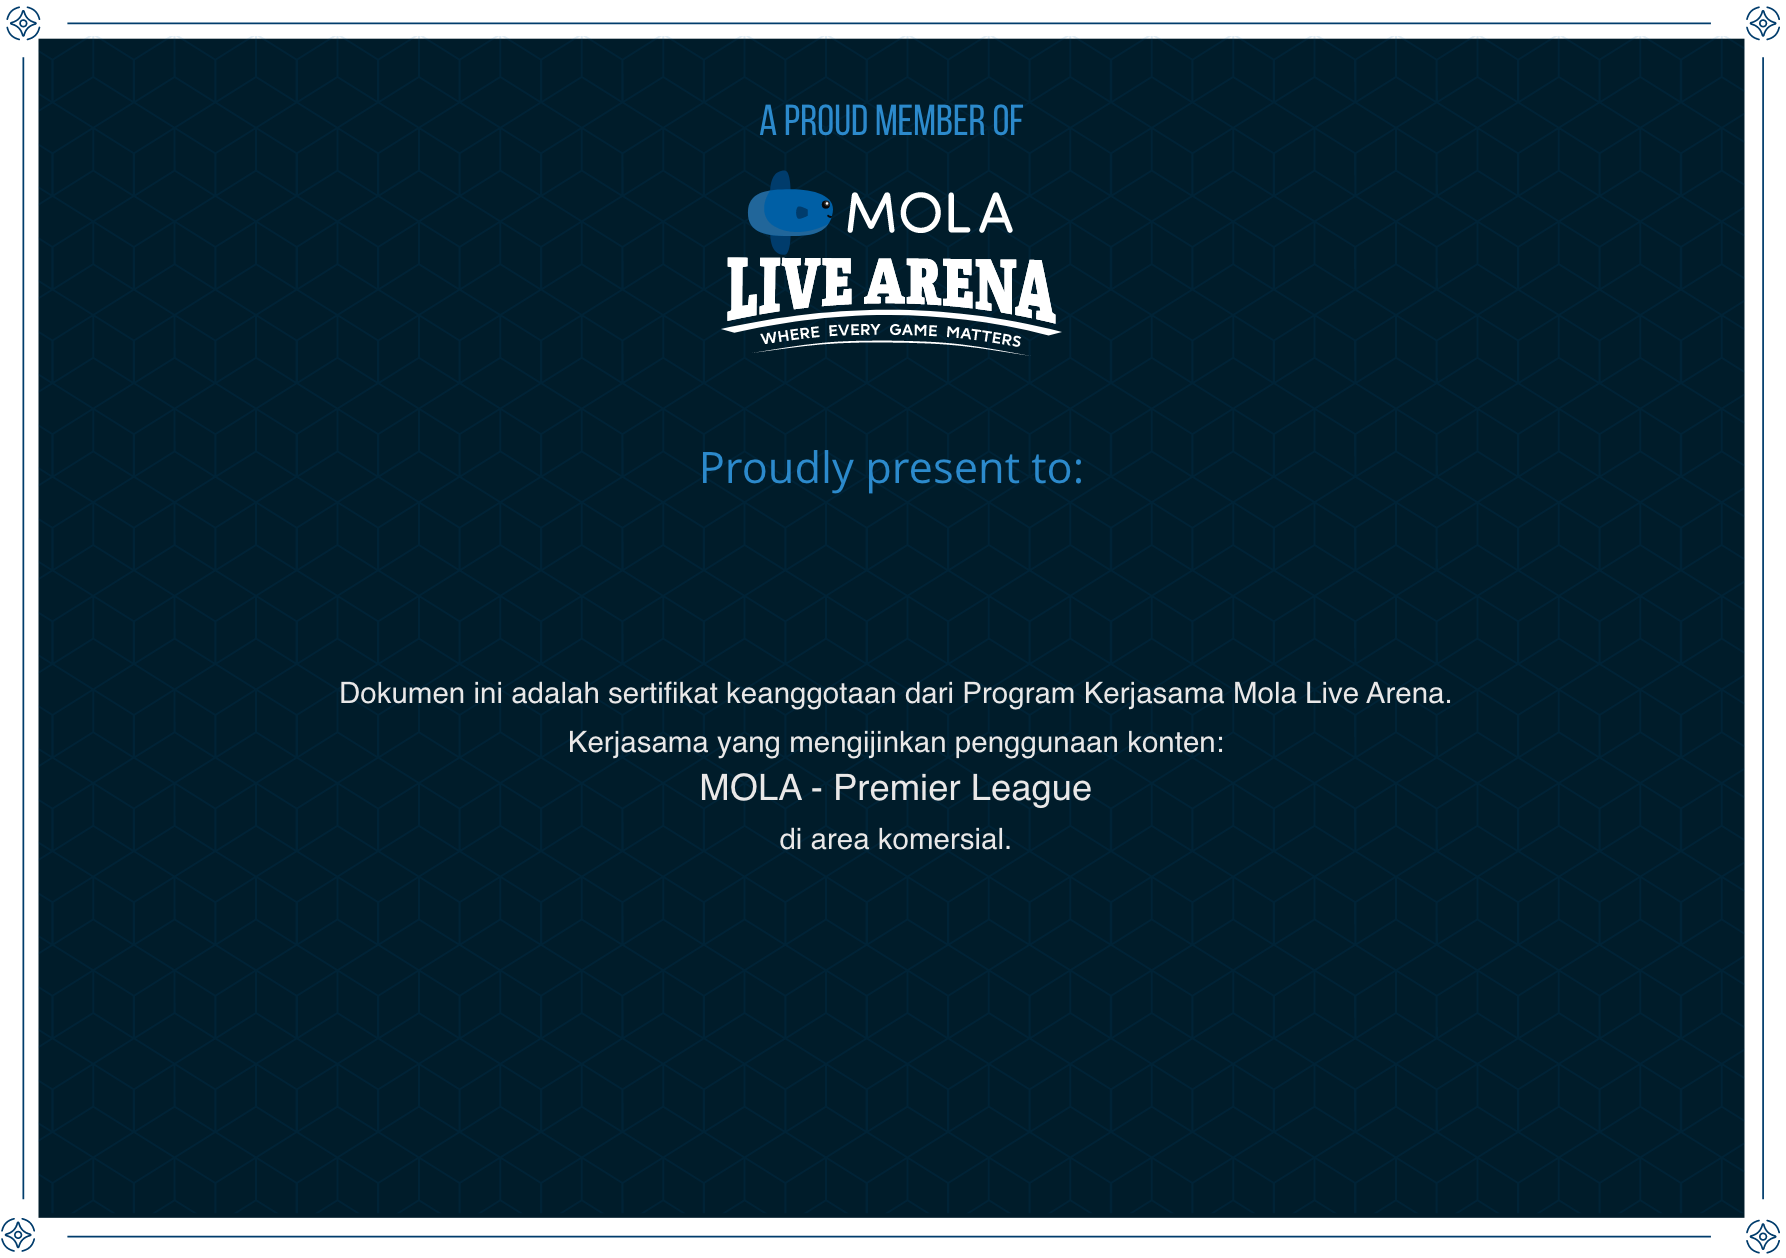 A PROUD MEMBER OF
MOLA
LIVE ARENA
WHERE EVERY GAME MATTERS
Proudly present to:
Dokumen ini adalah sertifikat keanggotaan dari Program Kerjasama Mola Live Arena.
Kerjasama yang mengijinkan penggunaan konten:
MOLA - Premier League
di area komersial.